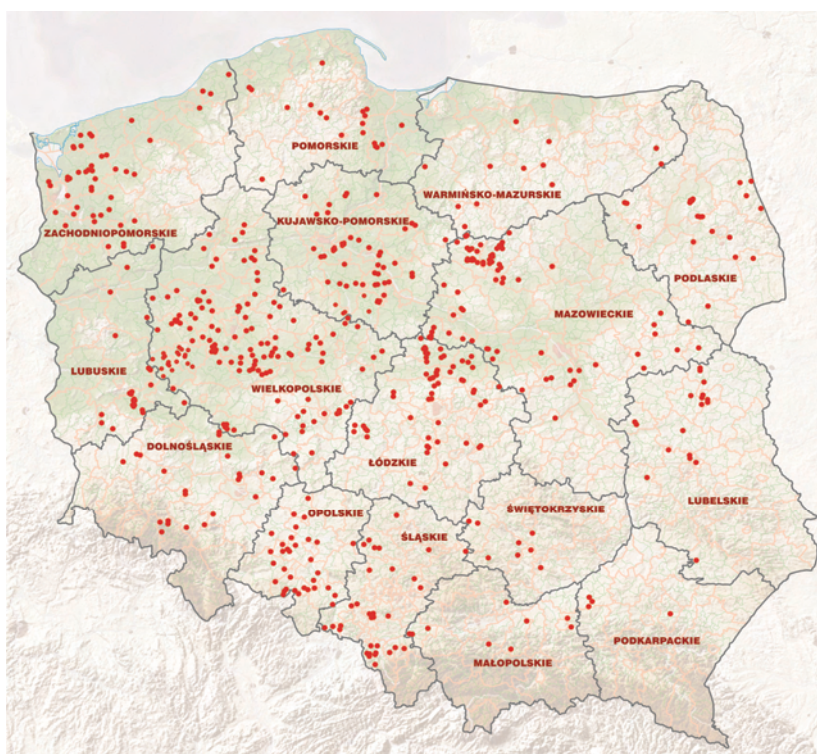 POMORSKIE
WARMIŃSKO-MAZURSKIE
ZACHODNIOPOMORSKIE
KUJAWSKO-POMORSKIE
PODLASKIE
MAZOWIECKIE
LUBUSKIE
WIELKOPOLSKIE
DOLNOŚLĄSKIE
ŁÓDZKIE
LUBELSKIE
OPOLSKIE
ŚWIĘTOKRZYSKIE
ŚLĄSKIE
PODKARPACKIE
MAŁOPOLSKIE